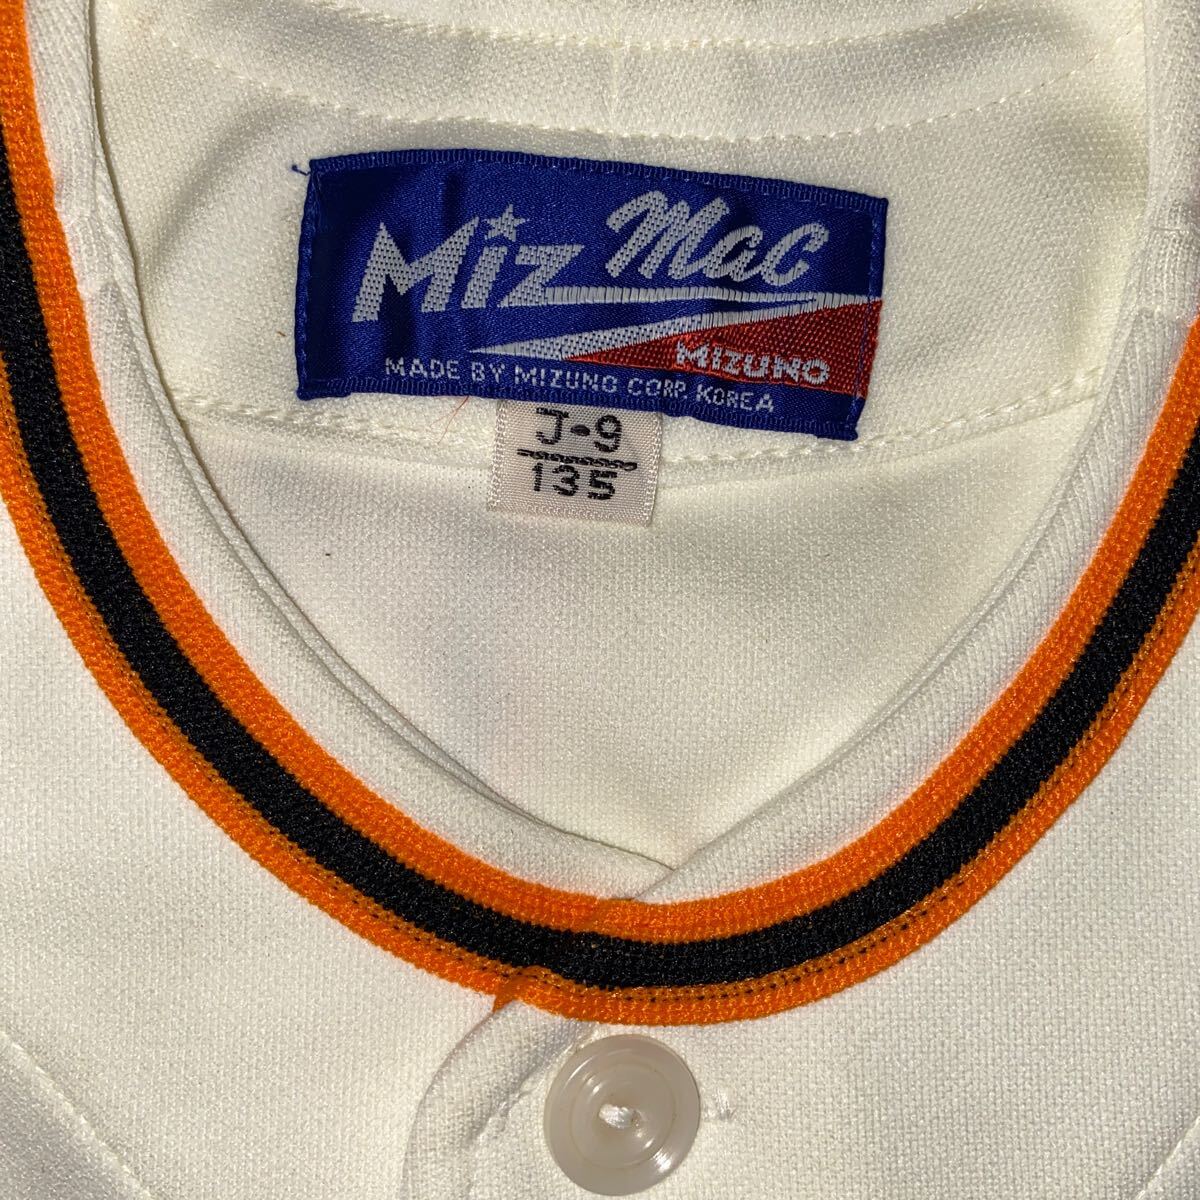 Miz Mac
MIZUNO
MADE BY MIZUNO CORP. KOREA
J-9
135